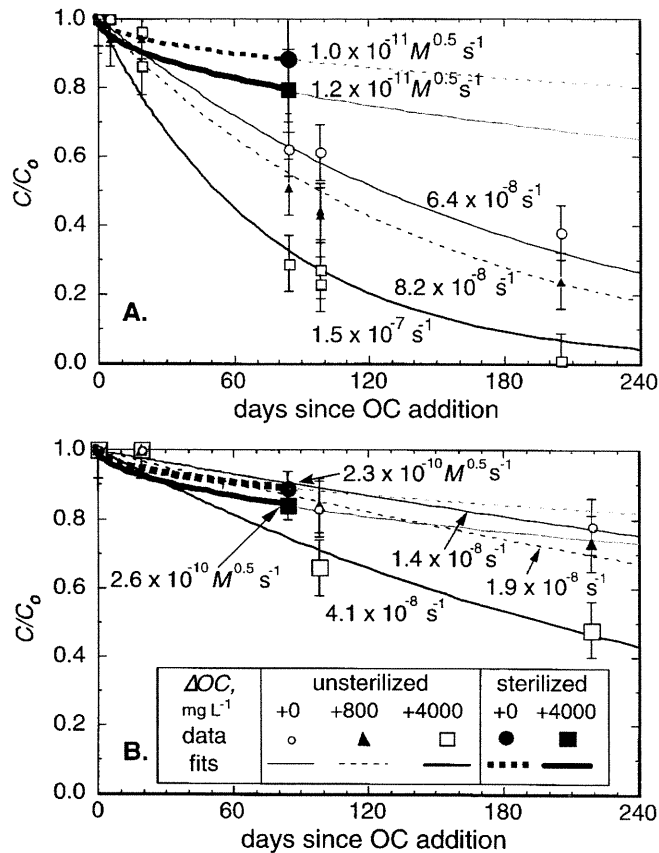 1.0
0.8
0.6
0.4
0.2
0.0
C/Co
1.0 x 10-11 M0.5 s-1
1.2 x 10-11 M0.5 s-1
6.4 x 10-8 s-1
8.2 x 10-8 s-1
1.5 x 10-7 s-1
A.
0 60 120 180 240
days since OC addition
1.0
0.8
0.6
0.4
0.2
0.0
C/Co
2.3 x 10-10 M0.5 s-1
1.4 x 10-8 s-1
1.9 x 10-8 s-1
2.6 x 10-10 M0.5 s-1
4.1 x 10-8 s-1
B.
ΔOC, unsterilized sterilized
mg L-1 +0 +800 +4000 +0 +4000
data
fits
0 60 120 180 240
days since OC addition